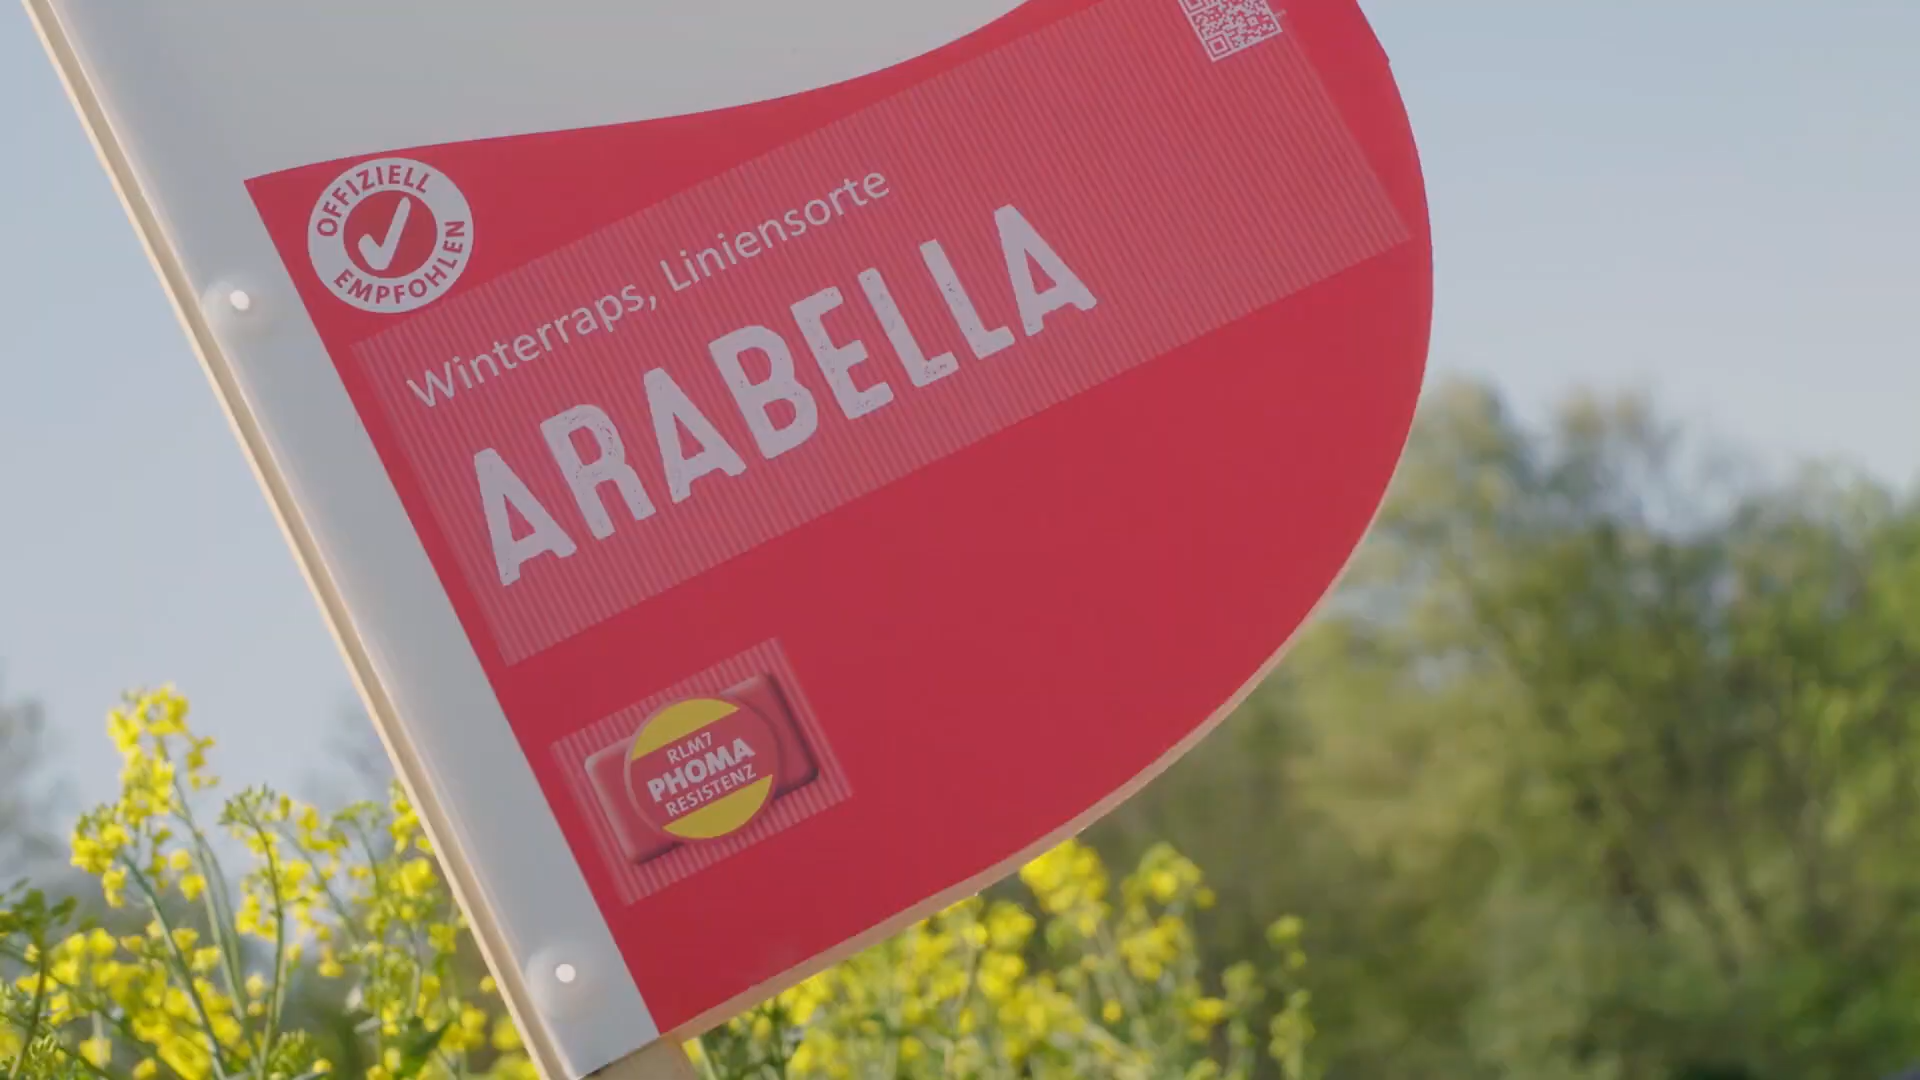 OFFIZIELL
EMPFOHLEN
Winterraps, Liniensorte
ARABELLA
RLM7
PHOMA
RESISTENZ